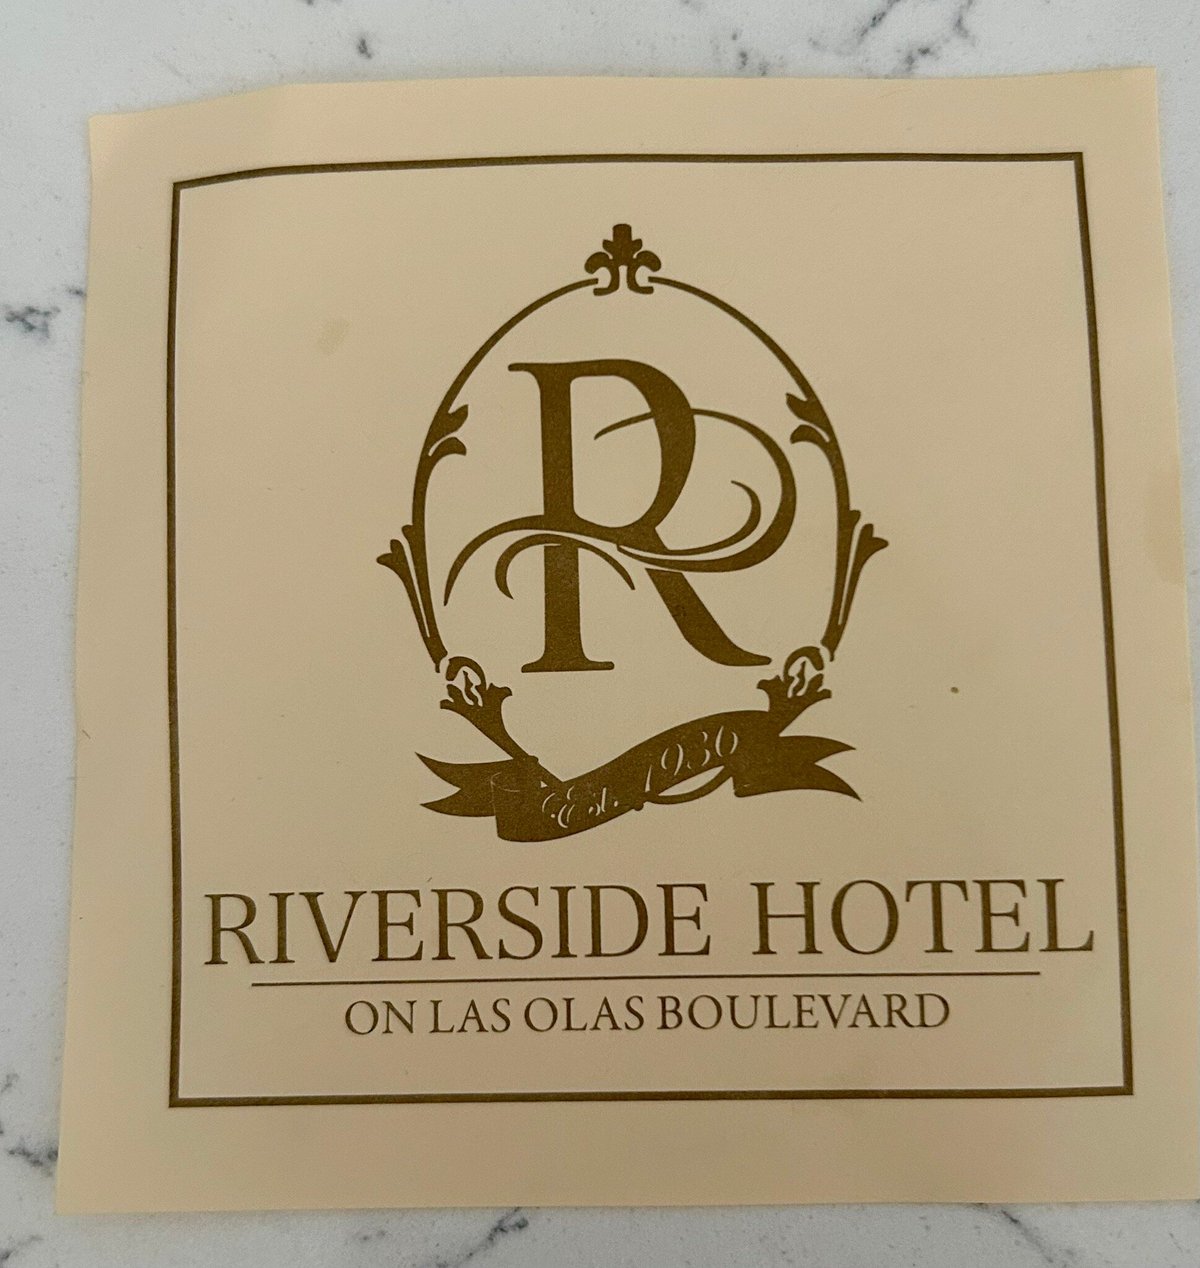 R
Est. 1936
RIVERSIDE HOTEL
ON LAS OLAS BOULEVARD